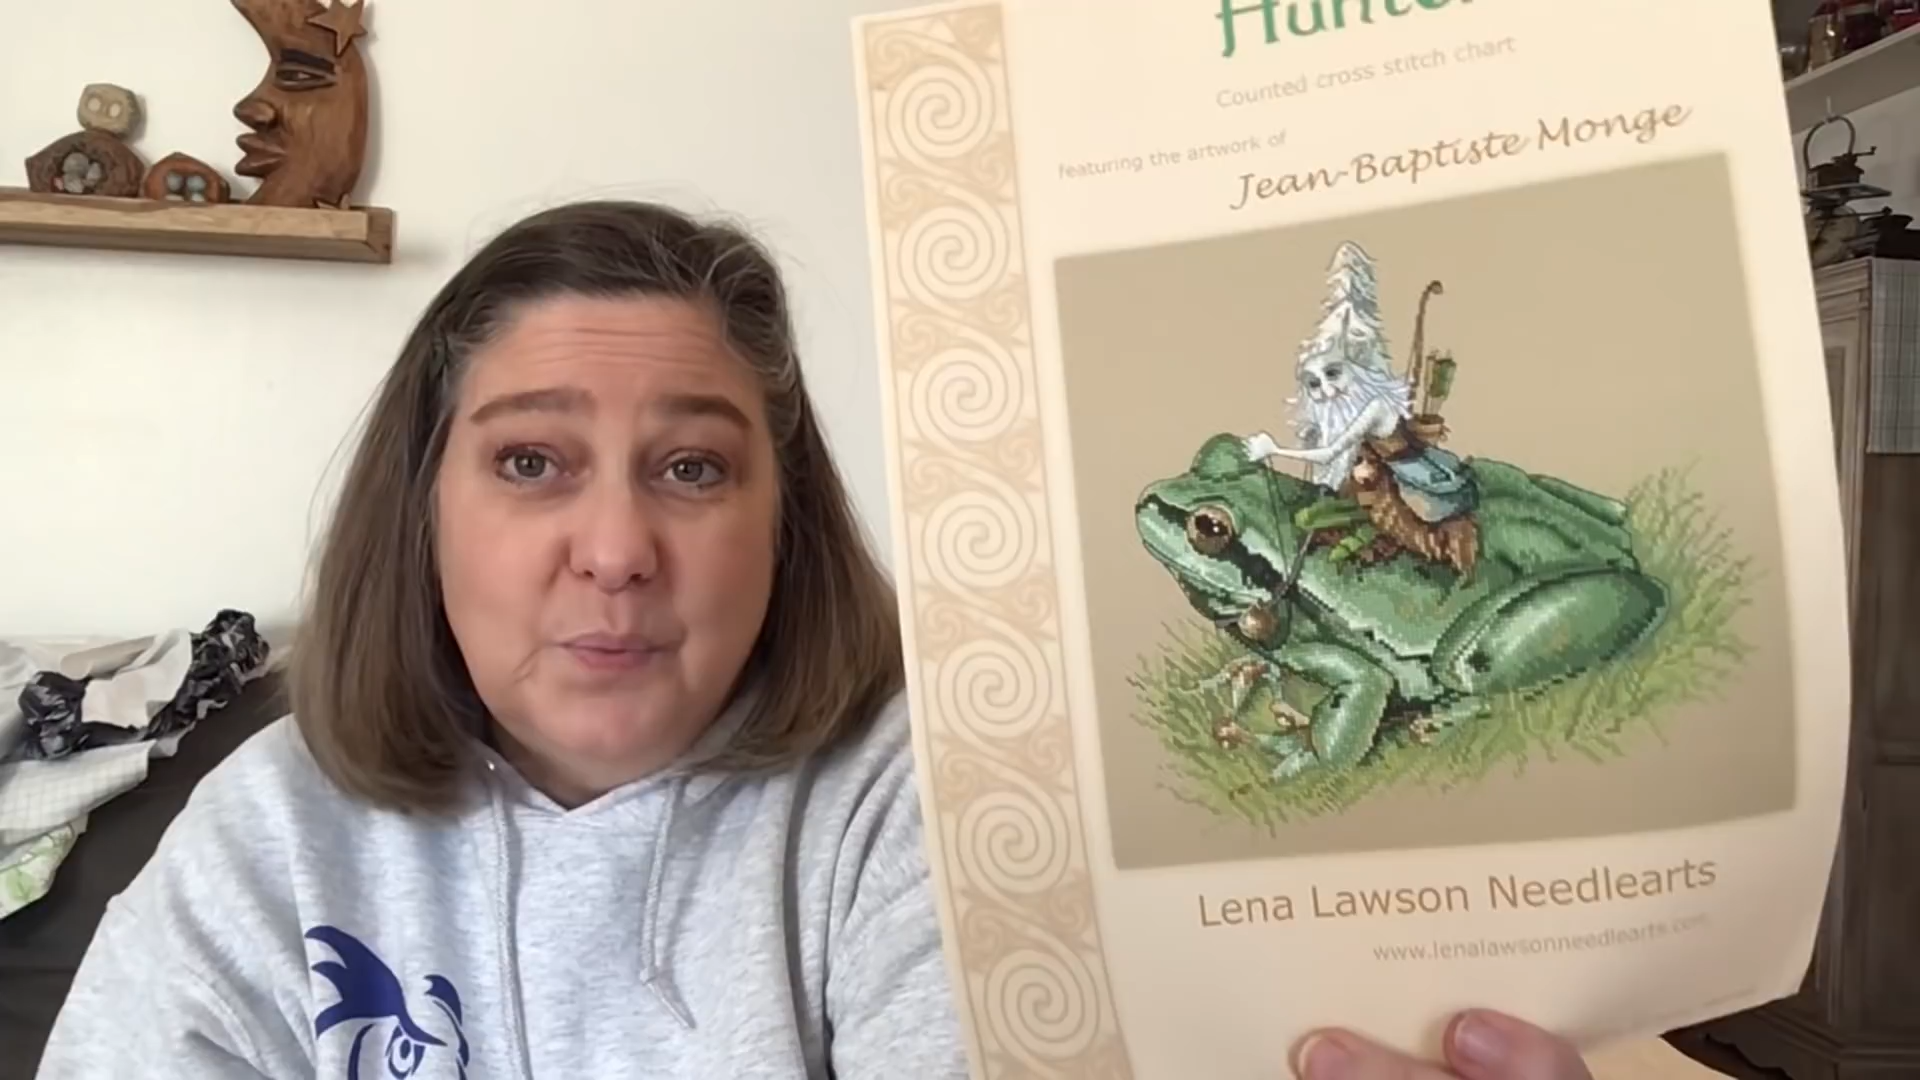 Counted cross stitch chart
featuring the artwork of
Jean-Baptiste Monge
Lena Lawson Needlearts
www.lenalawsonneedlearts.com